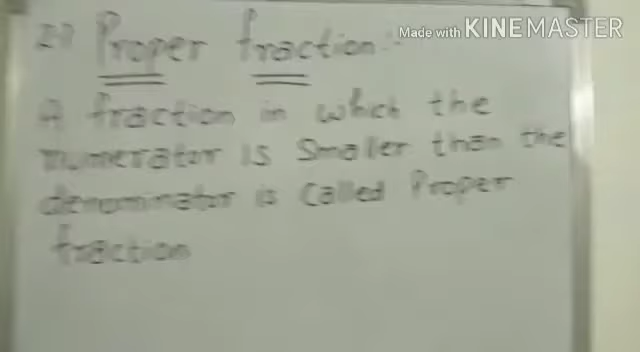 Made with KINEMASTER
2) Proper fraction:-
A fraction in which the
numerator is smaller than the
denominator is called Proper
fraction